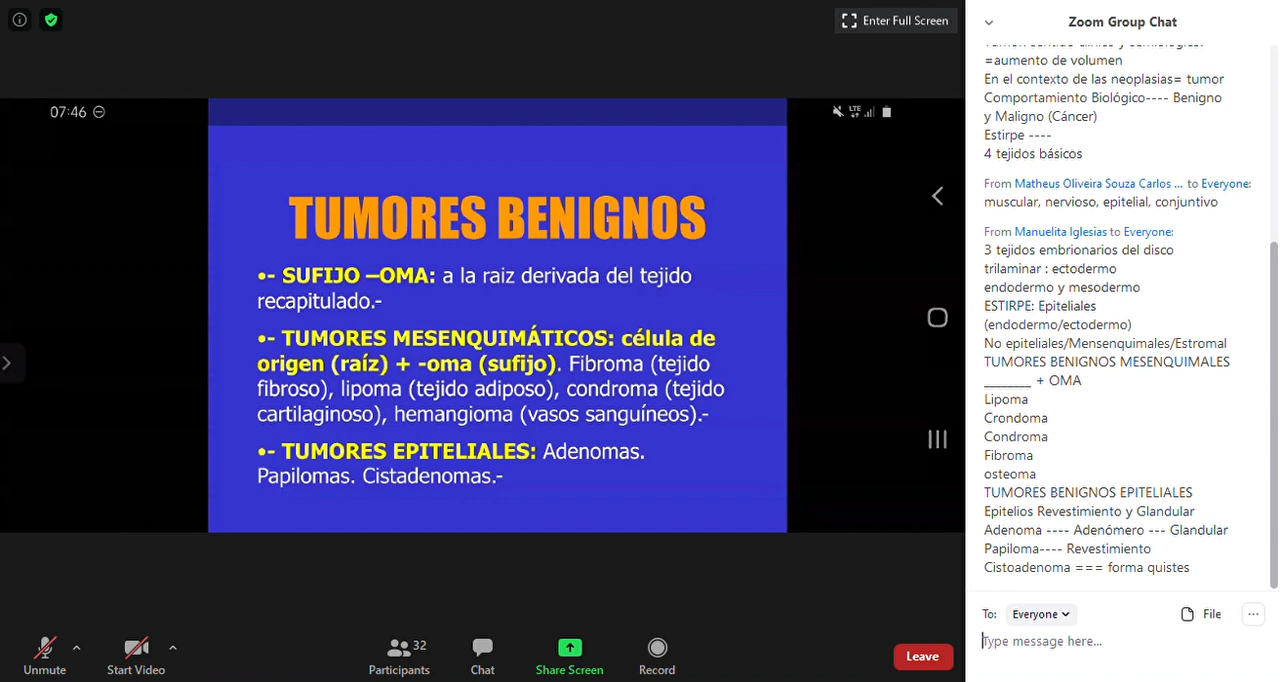 Enter Full Screen
07:46
LTE
TUMORES BENIGNOS
•- SUFIJO –OMA: a la raiz derivada del tejido
recapitulado.-
•- TUMORES MESENQUIMÁTICOS: célula de
origen (raíz) + -oma (sufijo). Fibroma (tejido
fibroso), lipoma (tejido adiposo), condroma (tejido
cartilaginoso), hemangioma (vasos sanguíneos).-
•- TUMORES EPITELIALES: Adenomas.
Papilomas. Cistadenomas.-
Unmute
Start Video
32
Participants
Chat
Share Screen
Record
Leave
Zoom Group Chat
=aumento de volumen
En el contexto de las neoplasias= tumor
Comportamiento Biológico---- Benigno
y Maligno (Cáncer)
Estirpe ----
4 tejidos básicos
From Matheus Oliveira Souza Carlos ... to Everyone:
muscular, nervioso, epitelial, conjuntivo
From Manuelita Iglesias to Everyone:
3 tejidos embrionarios del disco
trilaminar : ectodermo
endodermo y mesodermo
ESTIRPE: Epiteliales
(endodermo/ectodermo)
No epiteliales/Mensenquimales/Estromal
TUMORES BENIGNOS MESENQUIMALES
________ + OMA
Lipoma
Crondoma
Condroma
Fibroma
osteoma
TUMORES BENIGNOS EPITELIALES
Epitelios Revestimiento y Glandular
Adenoma ---- Adenómero --- Glandular
Papiloma---- Revestimiento
Cistoadenoma === forma quistes
To: Everyone
File
Type message here...